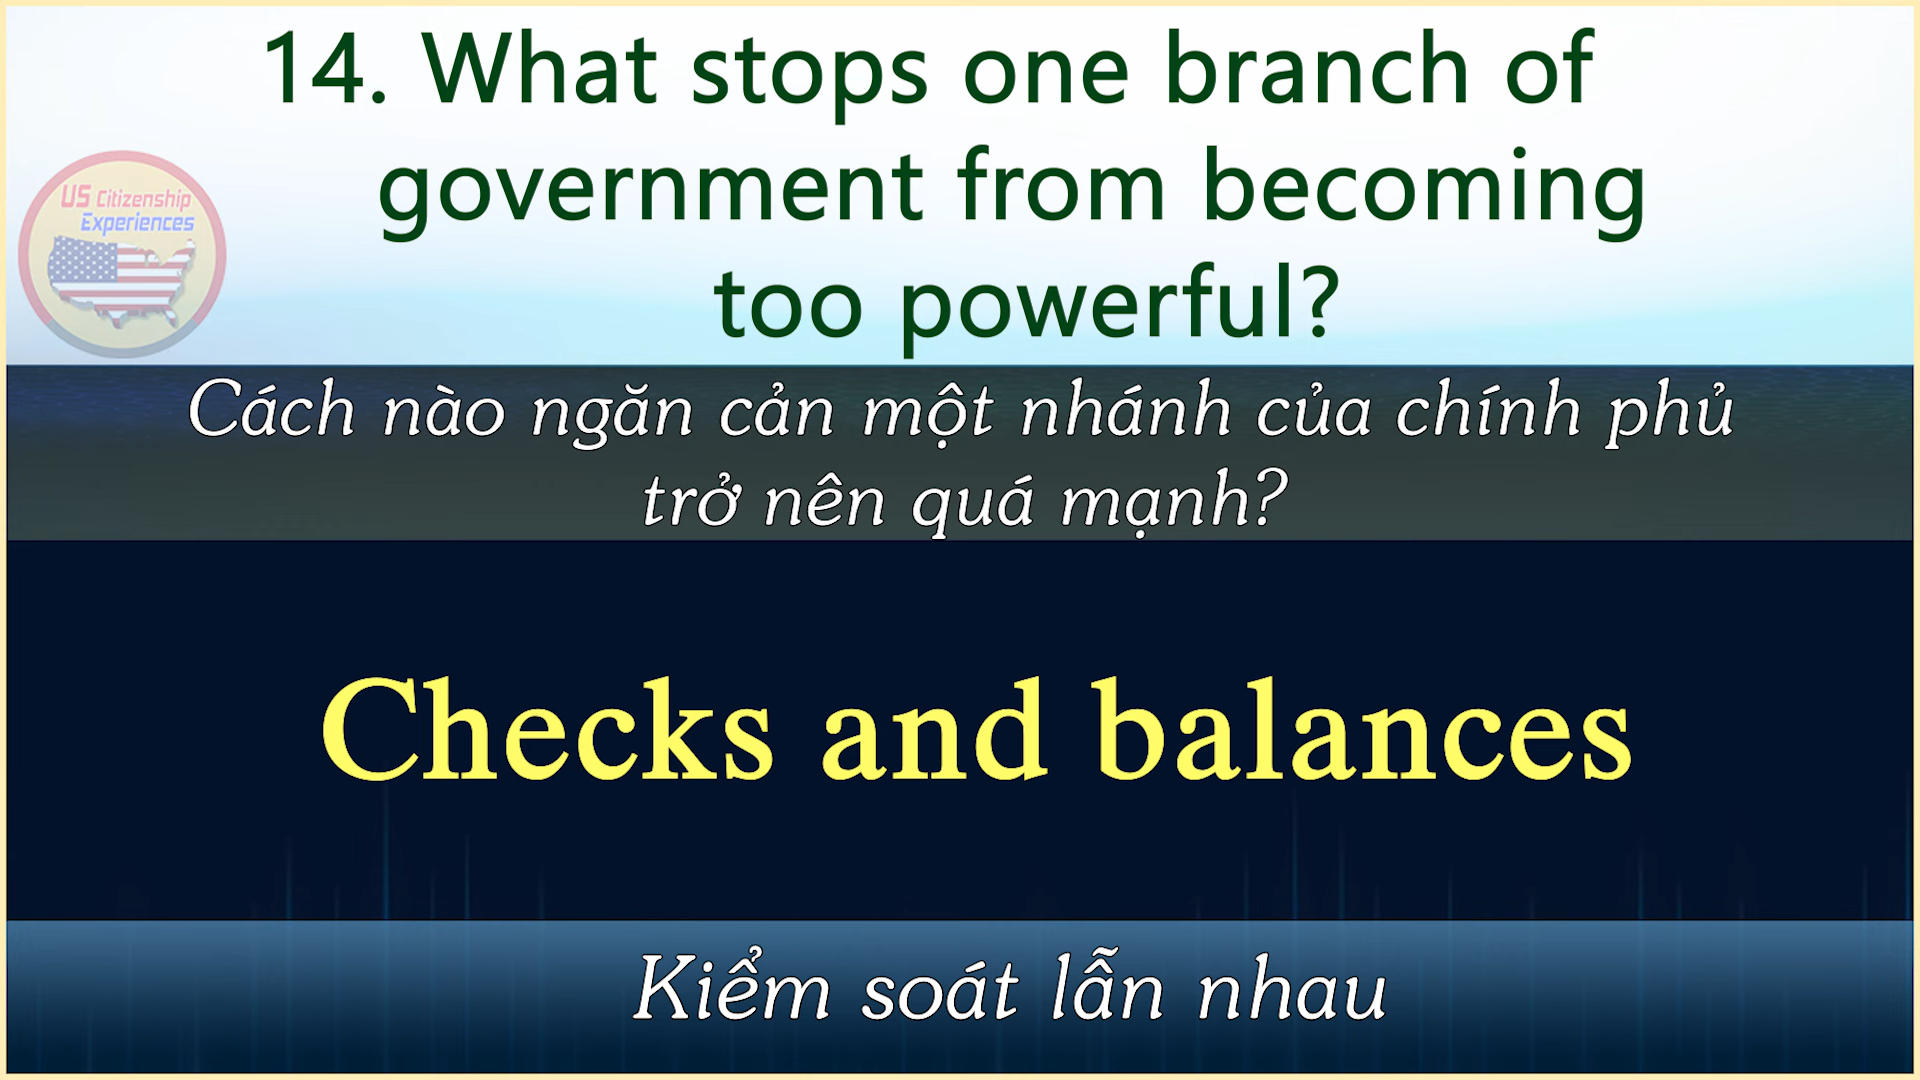 14. What stops one branch of
government from becoming
too powerful?
US Citizenship
Experiences
Cách nào ngăn cản một nhánh của chính phủ
trở nên quá mạnh?
Checks and balances
Kiểm soát lẫn nhau